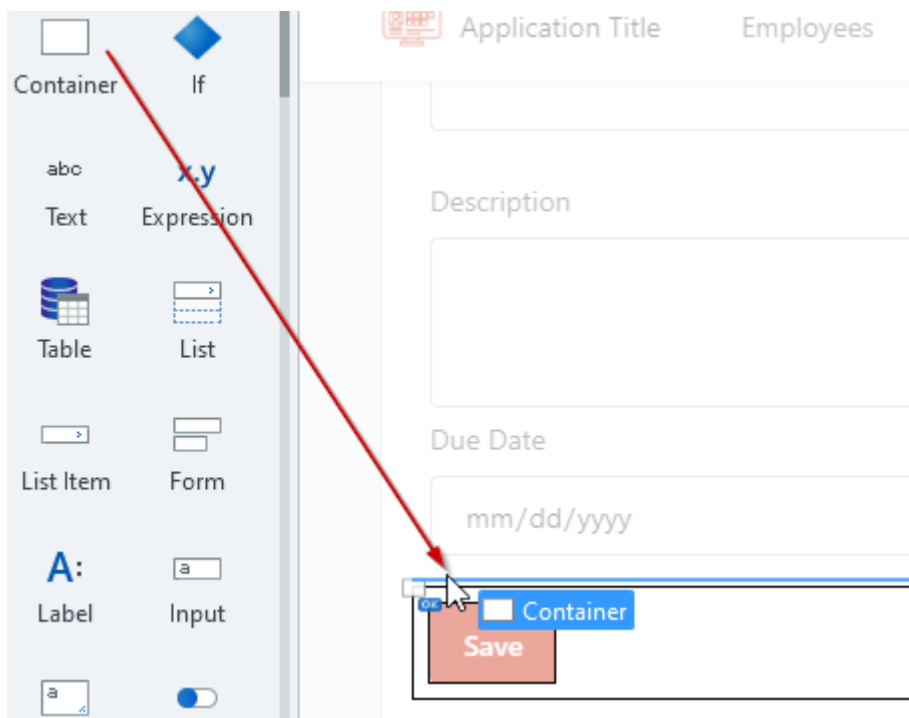 Application Title
Employees
Container
If
abc
x.y
Text
Expression
Description
Table
List
Due Date
List Item
Form
mm/dd/yyyy
A:
a
Label
Input
OK
Container
Save
a